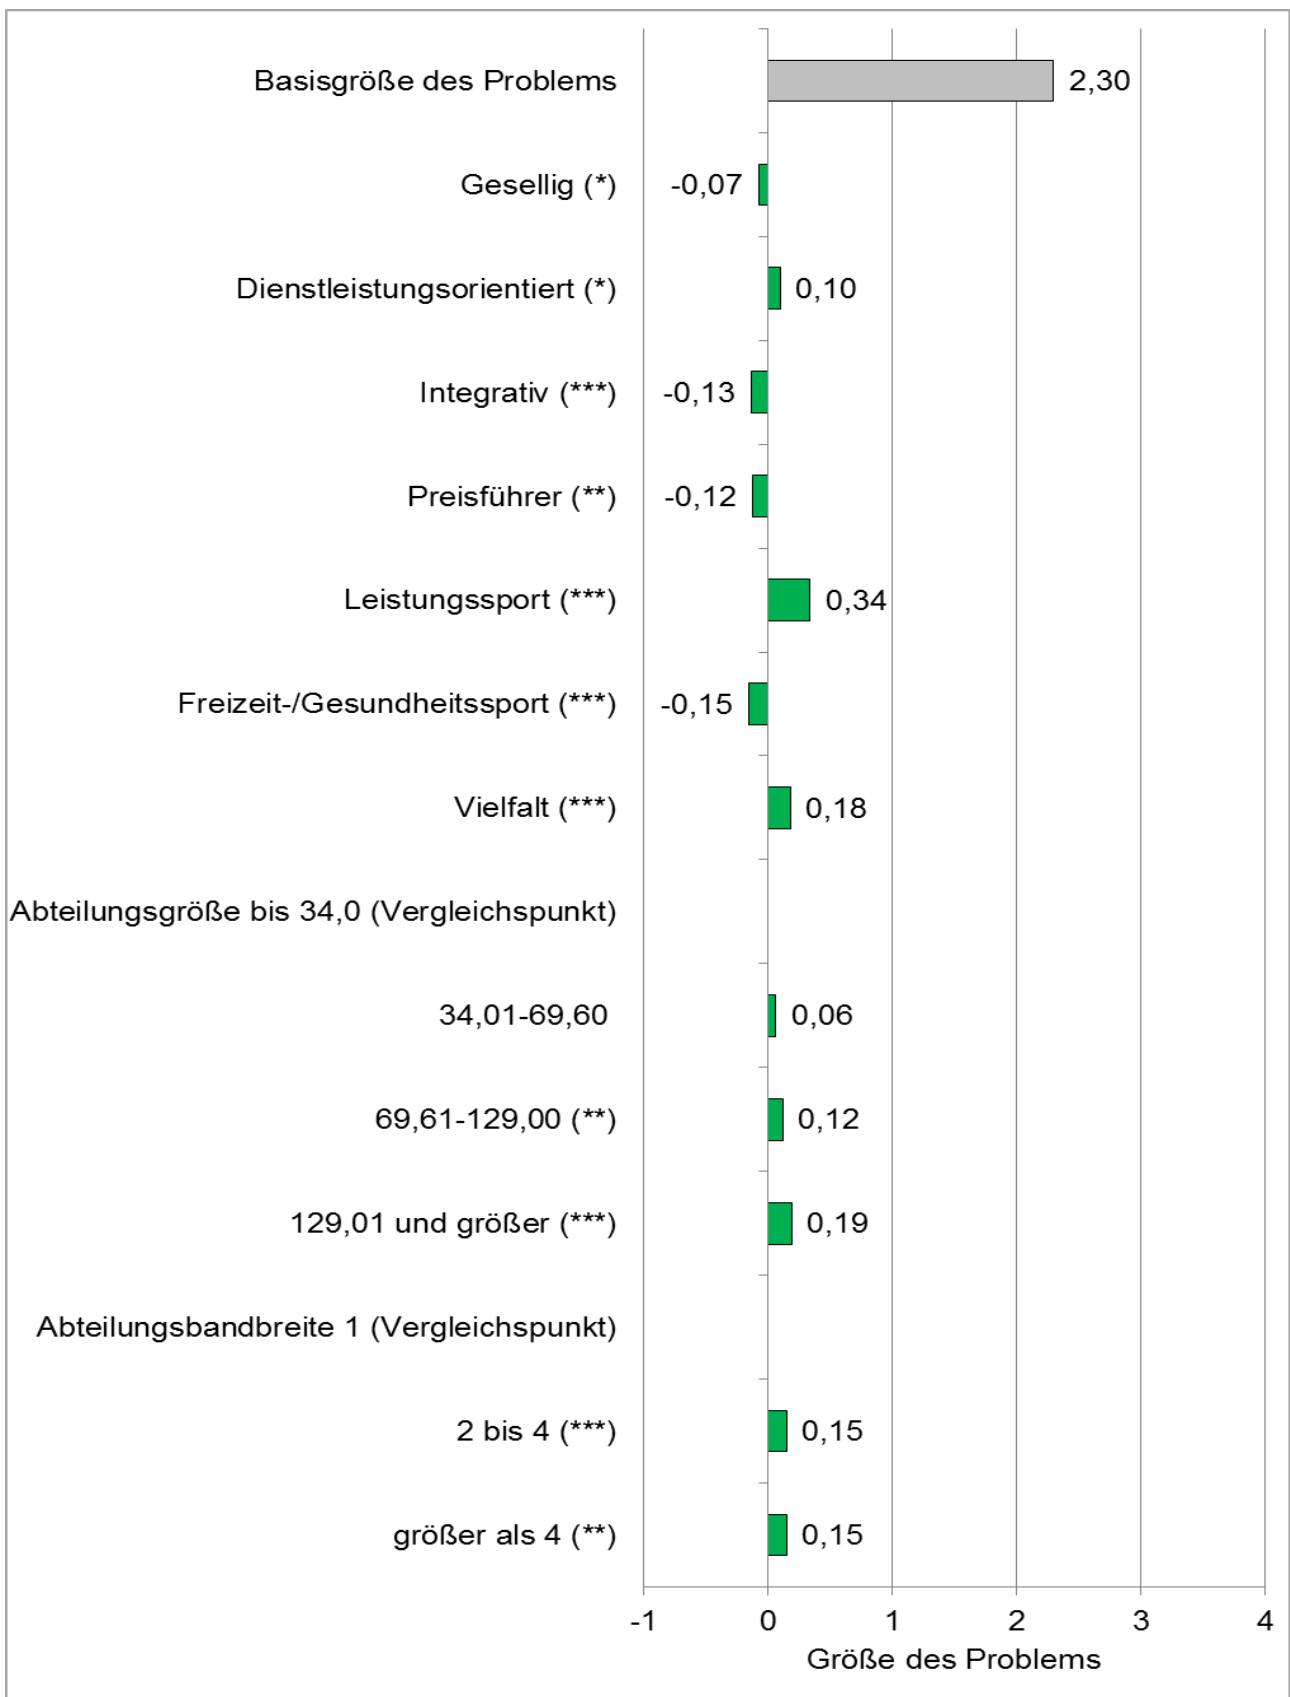 Basisgröße des Problems 2,30
Gesellig (*) -0,07
Dienstleistungsorientiert (*) 0,10
Integrativ (***) -0,13
Preisführer (**) -0,12
Leistungssport (***) 0,34
Freizeit-/Gesundheitssport (***) -0,15
Vielfalt (***) 0,18
Abteilungsgröße bis 34,0 (Vergleichspunkt)
34,01-69,60 0,06
69,61-129,00 (**) 0,12
129,01 und größer (***) 0,19
Abteilungsbandbreite 1 (Vergleichspunkt)
2 bis 4 (***) 0,15
größer als 4 (**) 0,15
-1 0 1 2 3 4
Größe des Problems